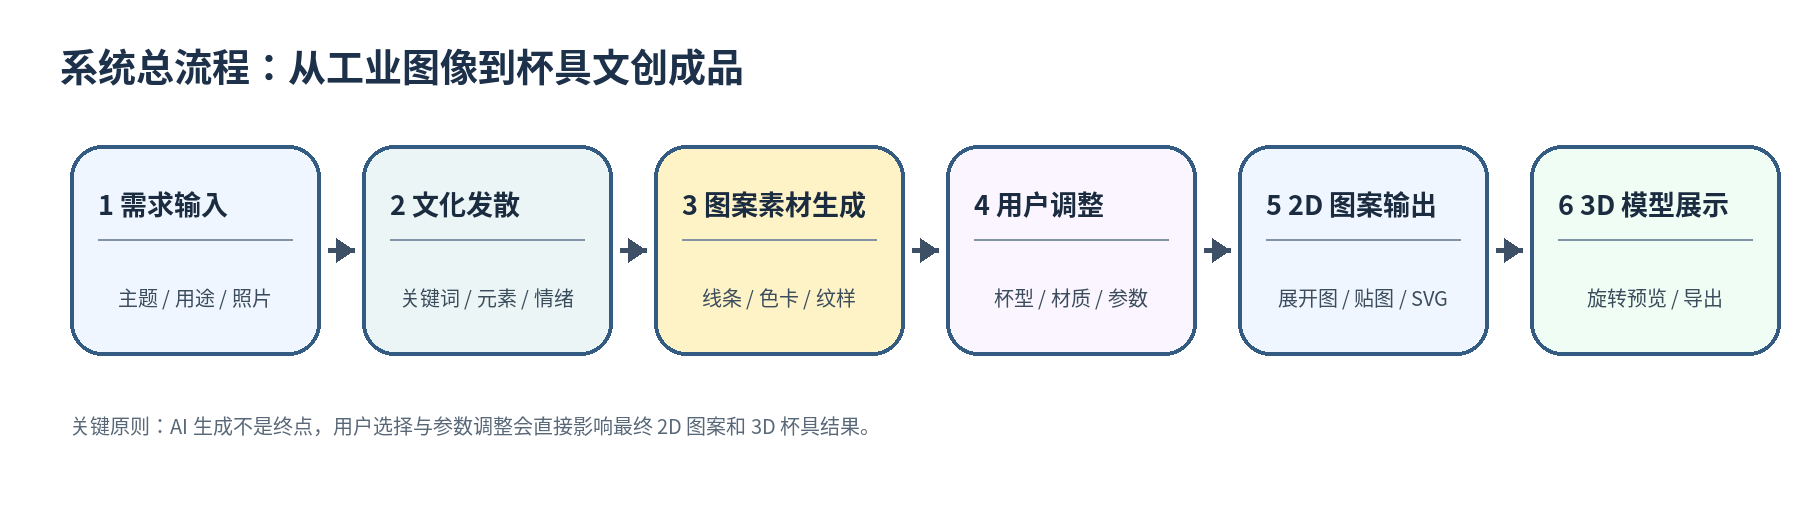 系统总流程：从工业图像到杯具文创成品
1 需求输入
主题 / 用途 / 照片
2 文化发散
关键词 / 元素 / 情绪
3 图案素材生成
线条 / 色卡 / 纹样
4 用户调整
杯型 / 材质 / 参数
5 2D 图案输出
展开图 / 贴图 / SVG
6 3D 模型展示
旋转预览 / 导出
关键原则：AI 生成不是终点，用户选择与参数调整会直接影响最终 2D 图案和 3D 杯具结果。